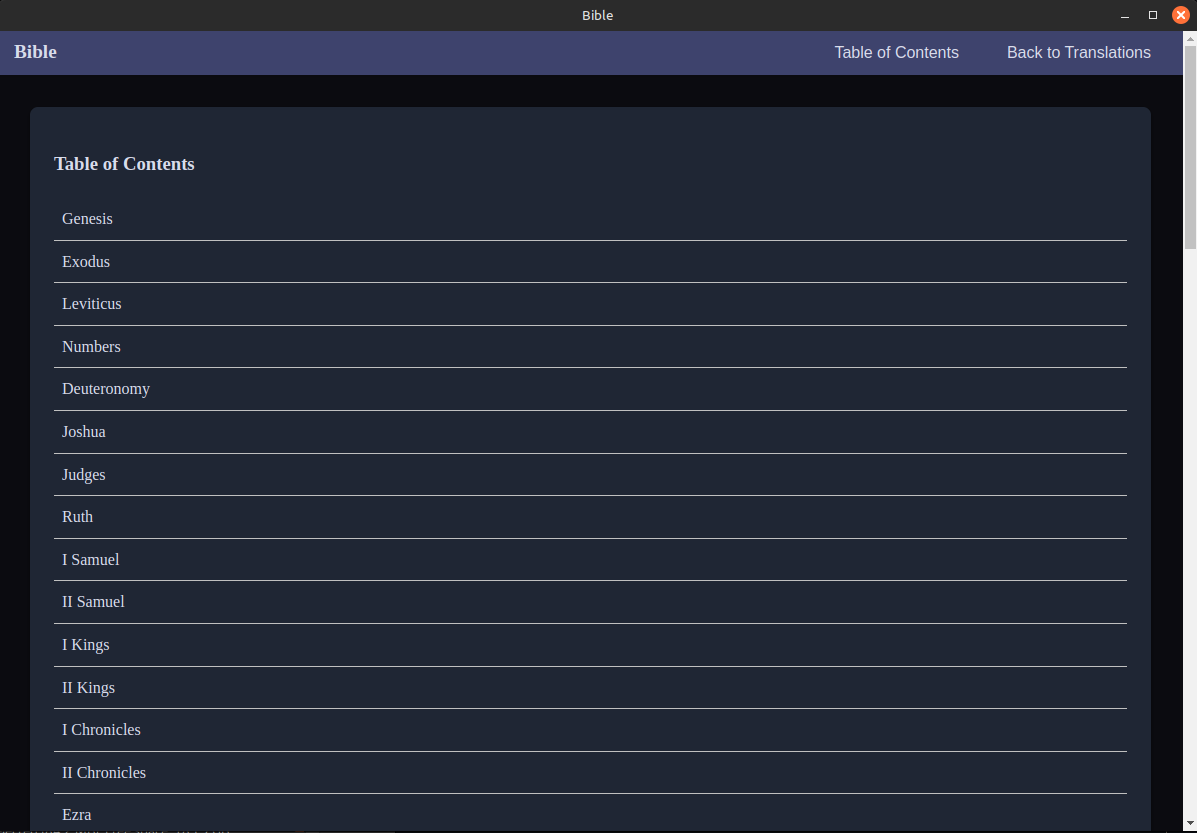 Bible
Bible
Table of Contents
Back to Translations
Table of Contents
Genesis
Exodus
Leviticus
Numbers
Deuteronomy
Joshua
Judges
Ruth
I Samuel
II Samuel
I Kings
II Kings
I Chronicles
II Chronicles
Ezra